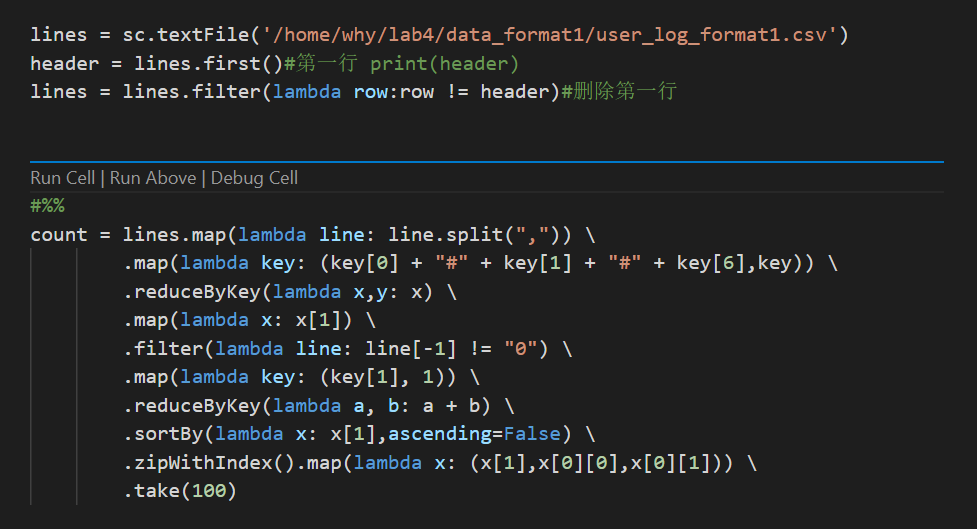 lines = sc.textFile('/home/why/lab4/data_format1/user_log_format1.csv')
header = lines.first()#第一行 print(header)
lines = lines.filter(lambda row:row != header)#删除第一行
Run Cell | Run Above | Debug Cell
#%%
count = lines.map(lambda line: line.split(",")) \
.map(lambda key: (key[0] + "#" + key[1] + "#" + key[6],key)) \
.reduceByKey(lambda x,y: x) \
.map(lambda x: x[1]) \
.filter(lambda line: line[-1] != "0") \
.map(lambda key: (key[1], 1)) \
.reduceByKey(lambda a, b: a + b) \
.sortBy(lambda x: x[1],ascending=False) \
.zipWithIndex().map(lambda x: (x[1],x[0][0],x[0][1])) \
.take(100)